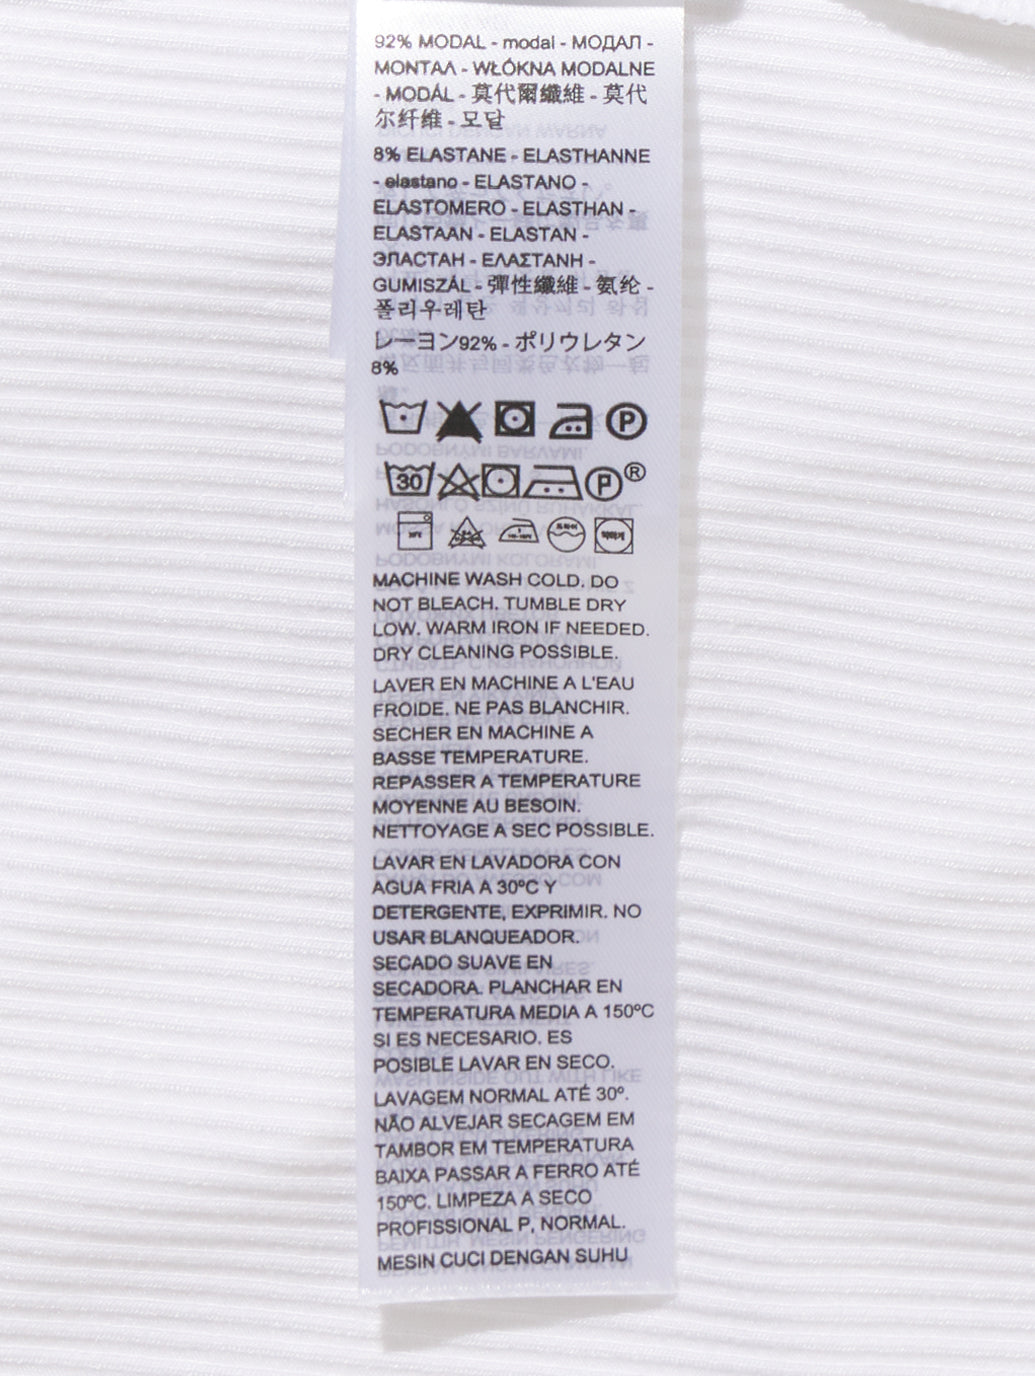 92% MODAL - modal - МОДАЛ -
ΜΟΝΤΑΛ - WŁÓKNA MODALNE
- MODÁL - 莫代爾纖維 - 莫代
尔纤维 - 모달
8% ELASTANE - ELASTHANNE
- elastano - ELASTANO -
ELASTOMERO - ELASTHAN -
ELASTAAN - ELASTAN -
ЭЛАСТАН - ΕΛΑΣΤΑΝΗ -
GUMISZÁL - 彈性纖維 - 氨纶 -
폴리우레탄
レーヨン92% - ポリウレタン
8%
P
30 P ®
MACHINE WASH COLD. DO
NOT BLEACH. TUMBLE DRY
LOW. WARM IRON IF NEEDED.
DRY CLEANING POSSIBLE.
LAVER EN MACHINE A L'EAU
FROIDE. NE PAS BLANCHIR.
SECHER EN MACHINE A
BASSE TEMPERATURE.
REPASSER A TEMPERATURE
MOYENNE AU BESOIN.
NETTOYAGE A SEC POSSIBLE.
LAVAR EN LAVADORA CON
AGUA FRIA A 30ºC Y
DETERGENTE, EXPRIMIR. NO
USAR BLANQUEADOR.
SECADO SUAVE EN
SECADORA. PLANCHAR EN
TEMPERATURA MEDIA A 150ºC
SI ES NECESARIO. ES
POSIBLE LAVAR EN SECO.
LAVAGEM NORMAL ATÉ 30º.
NÃO ALVEJAR SECAGEM EM
TAMBOR EM TEMPERATURA
BAIXA PASSAR A FERRO ATÉ
150ºC. LIMPEZA A SECO
PROFISSIONAL P, NORMAL.
MESIN CUCI DENGAN SUHU